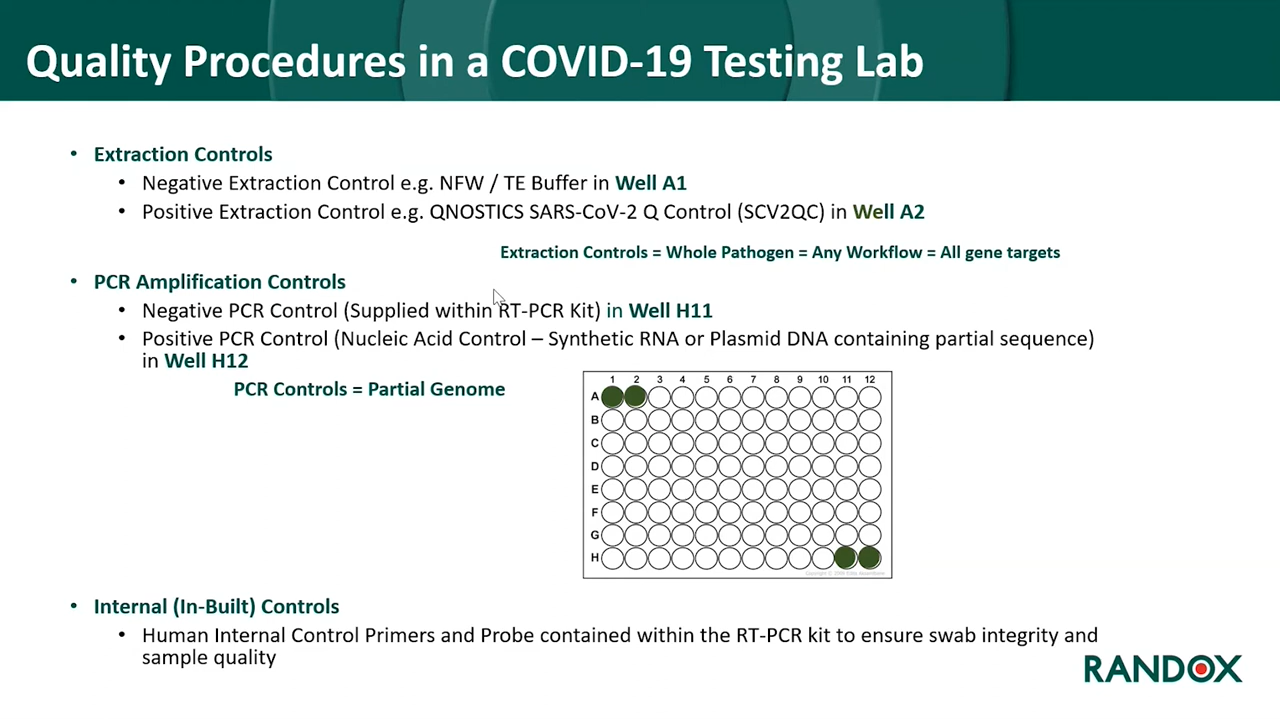 Quality Procedures in a COVID-19 Testing Lab
• Extraction Controls
• Negative Extraction Control e.g. NFW / TE Buffer in Well A1
• Positive Extraction Control e.g. QNOSTICS SARS-CoV-2 Q Control (SCV2QC) in Well A2
Extraction Controls = Whole Pathogen = Any Workflow = All gene targets
• PCR Amplification Controls
• Negative PCR Control (Supplied within RT-PCR Kit) in Well H11
• Positive PCR Control (Nucleic Acid Control – Synthetic RNA or Plasmid DNA containing partial sequence)
in Well H12
PCR Controls = Partial Genome
1 2 3 4 5 6 7 8 9 10 11 12
A
B
C
D
E
F
G
H
• Internal (In-Built) Controls
• Human Internal Control Primers and Probe contained within the RT-PCR kit to ensure swab integrity and
sample quality
RANDOX